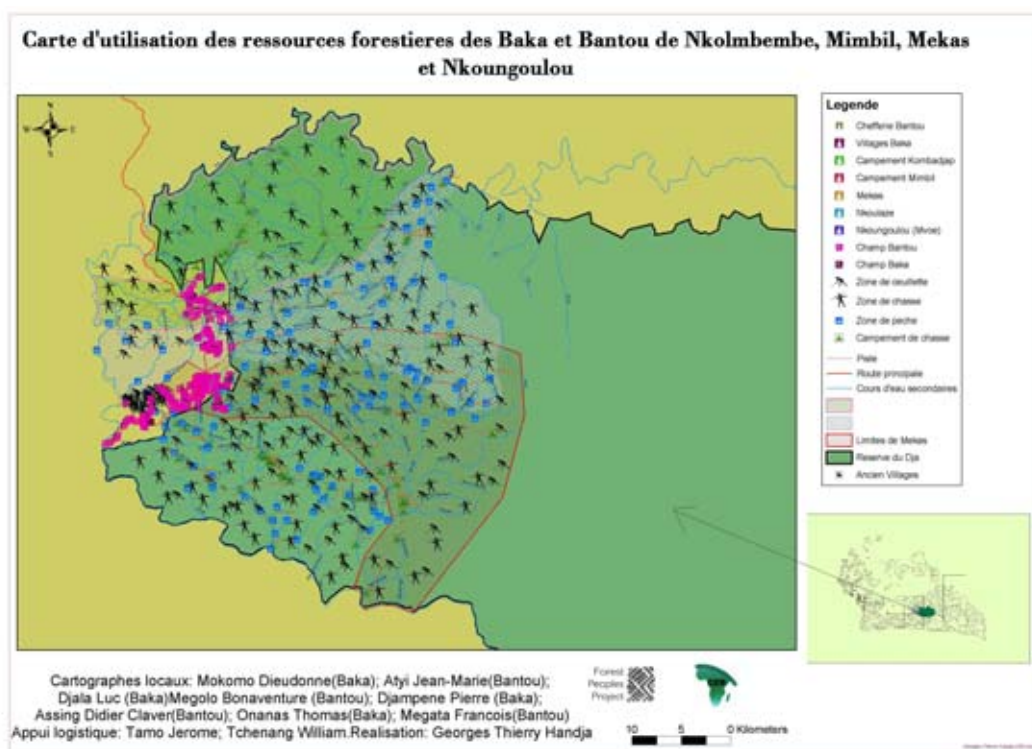 Carte d'utilisation des ressources forestieres des Baka et Bantou de Nkolmbembe, Mimbil, Mekas
et Nkoungoulou
N
W E
S
Legende
Chefferie Bantou
Villages Baka
Campement Kombadjap
Campement Mimbil
Mekas
Nkoulaze
Nkoungoulou (Mvoe)
Champ Bantou
Champ Baka
Zone de ceuillette
Zone de chasse
Zone de peche
Campement de chasse
Piste
Route principale
Cours d'eau secondaires
Limites de Mekas
Reserve du Dja
Ancien Villages
Cartographes locaux: Mokomo Dieudonne(Baka); Atyi Jean-Marie(Bantou);
Djala Luc (Baka)Megolo Bonaventure (Bantou); Djampene Pierre (Baka);
Assing Didier Claver(Bantou); Onanas Thomas(Baka); Megata Francois(Bantou)
Appui logistique: Tamo Jerome; Tchenang William.Realisation: Georges Thierry Handja
Forest
Peoples
Project
10 5 0 Kilometers